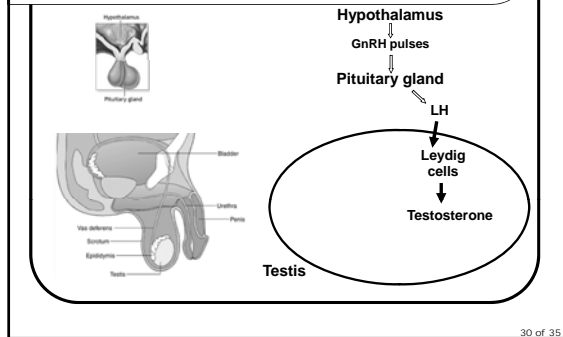 Hypothalamus
Pituitary gland
Bladder
Urethra
Penis
Vas deferens
Scrotum
Epididymis
Testis
Hypothalamus
GnRH pulses
Pituitary gland
LH
Leydig
cells
Testosterone
Testis
30 of 35